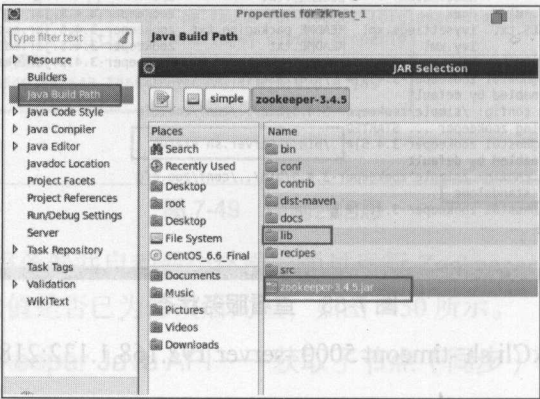 Properties for zkTest_1
type filter text
Java Build Path
Resource
Builders
Java Build Path
Java Code Style
Java Compiler
Java Editor
Javadoc Location
Project Facets
Project References
Run/Debug Settings
Server
Task Repository
Task Tags
Validation
WikiText
JAR Selection
simple
zookeeper-3.4.5
Places
Search
Recently Used
Desktop
root
Desktop
File System
CentOS_6.6_Final
Documents
Music
Pictures
Videos
Downloads
Name
bin
conf
contrib
dist-maven
docs
lib
recipes
src
zookeeper-3.4.5.jar